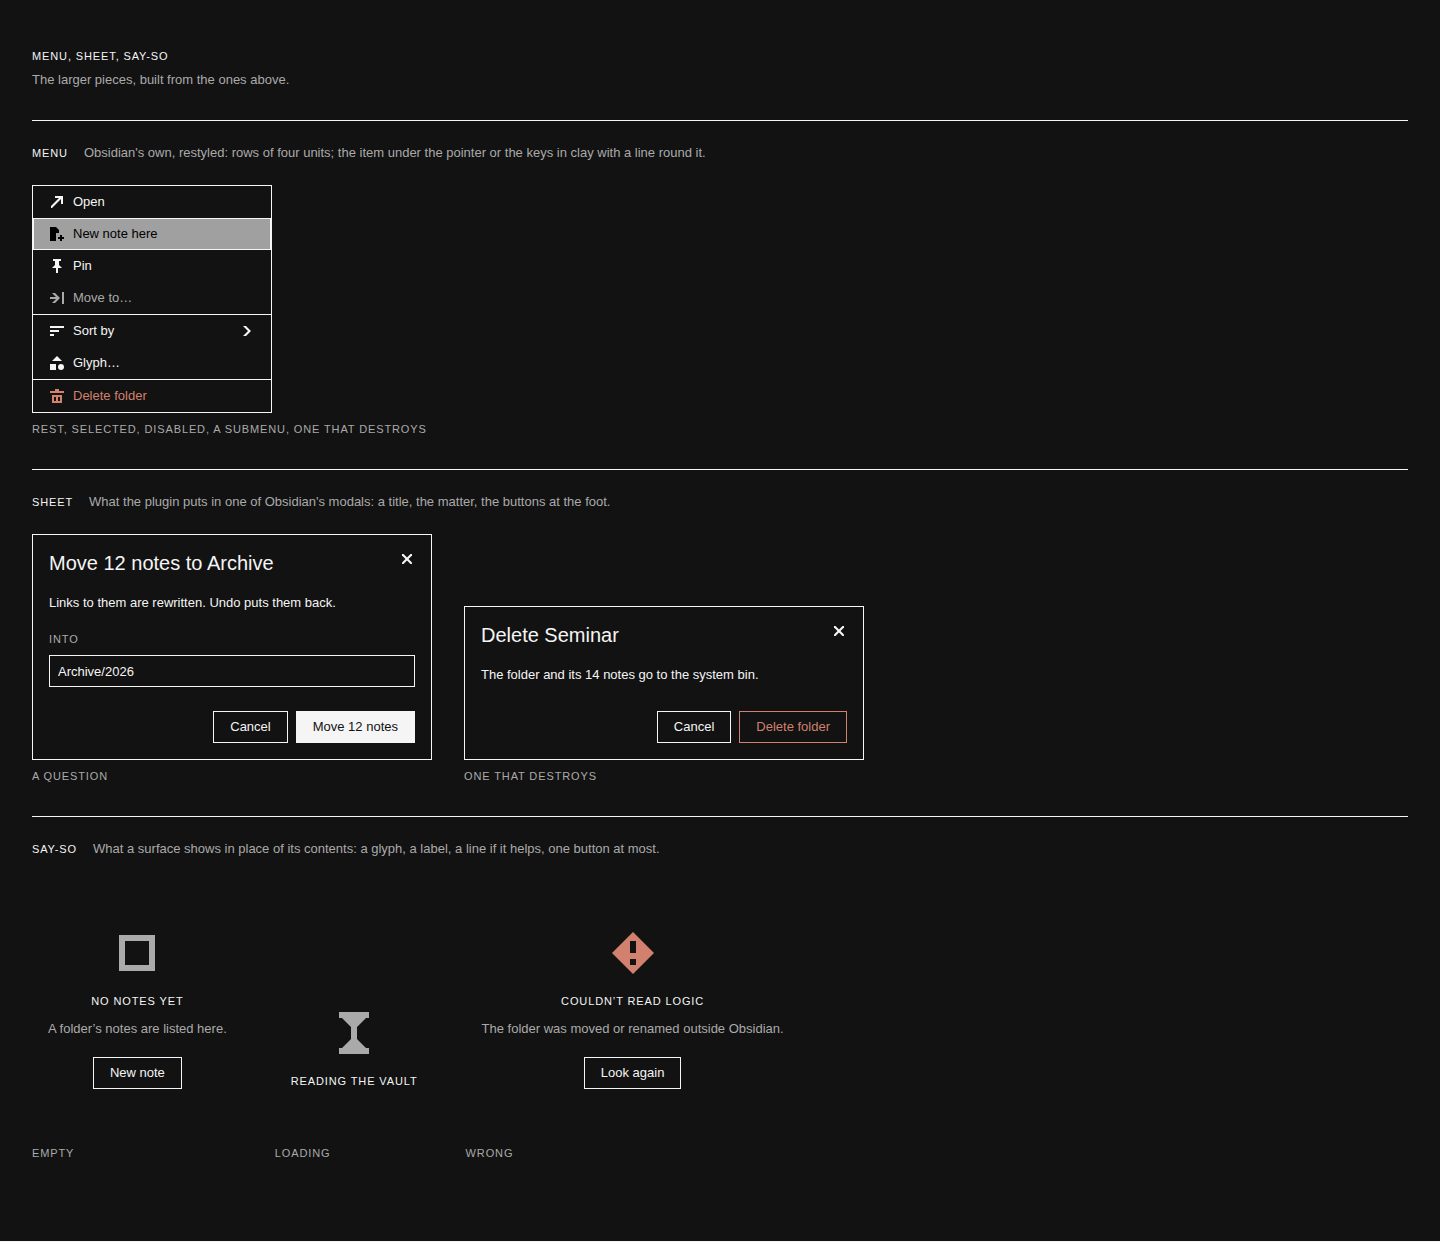 MENU, SHEET, SAY-SO
The larger pieces, built from the ones above.
MENU Obsidian's own, restyled: rows of four units; the item under the pointer or the keys in clay with a line round it.
Open
New note here
Pin
Move to…
Sort by
Glyph…
Delete folder
REST, SELECTED, DISABLED, A SUBMENU, ONE THAT DESTROYS
SHEET What the plugin puts in one of Obsidian's modals: a title, the matter, the buttons at the foot.
Move 12 notes to Archive
Links to them are rewritten. Undo puts them back.
INTO
Archive/2026
Cancel Move 12 notes
A QUESTION
Delete Seminar
The folder and its 14 notes go to the system bin.
Cancel Delete folder
ONE THAT DESTROYS
SAY-SO What a surface shows in place of its contents: a glyph, a label, a line if it helps, one button at most.
NO NOTES YET
A folder’s notes are listed here.
New note
EMPTY
READING THE VAULT
LOADING
COULDN’T READ LOGIC
The folder was moved or renamed outside Obsidian.
Look again
WRONG